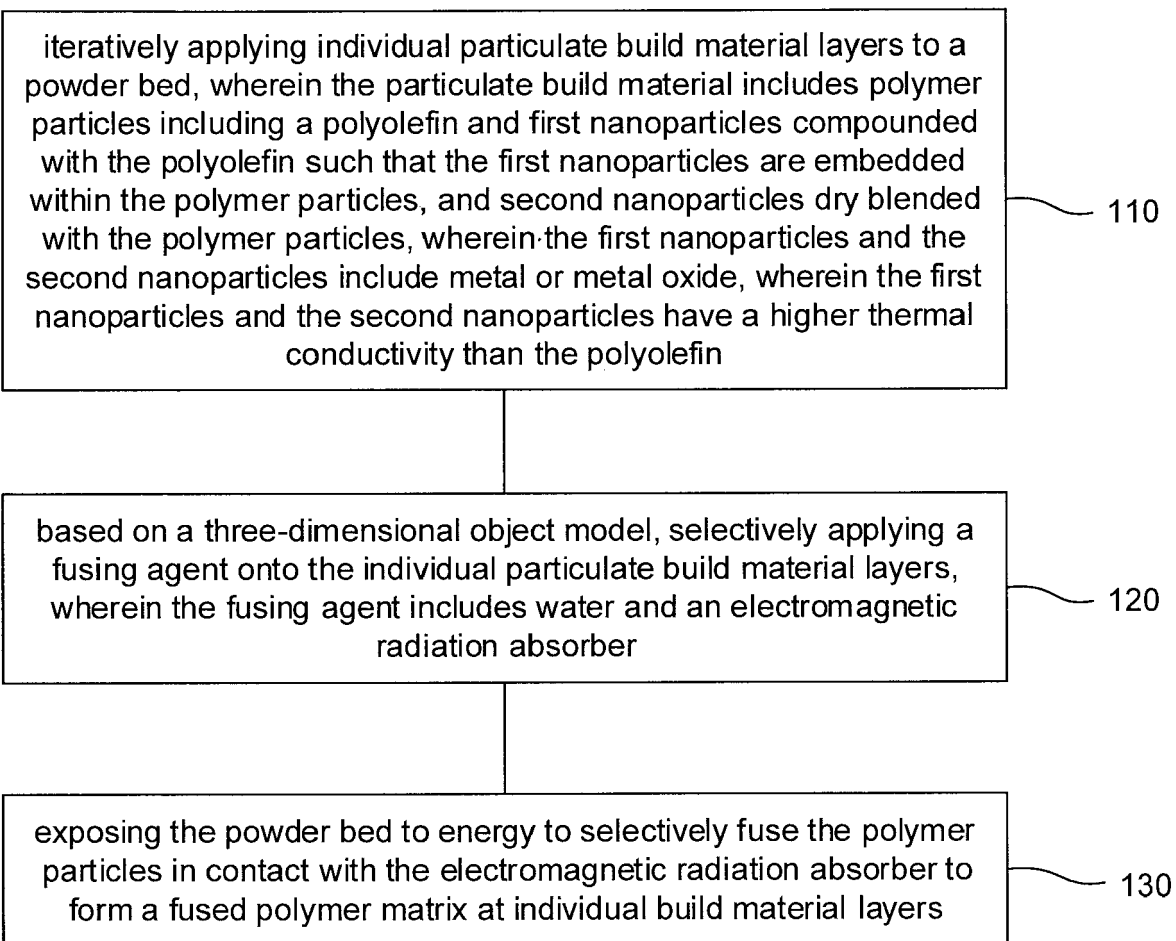 iteratively applying individual particulate build material layers to a
powder bed, wherein the particulate build material includes polymer
particles including a polyolefin and first nanoparticles compounded
with the polyolefin such that the first nanoparticles are embedded
within the polymer particles, and second nanoparticles dry blended
with the polymer particles, wherein the first nanoparticles and the
second nanoparticles include metal or metal oxide, wherein the first
nanoparticles and the second nanoparticles have a higher thermal
conductivity than the polyolefin
110
based on a three-dimensional object model, selectively applying a
fusing agent onto the individual particulate build material layers,
wherein the fusing agent includes water and an electromagnetic
radiation absorber
120
exposing the powder bed to energy to selectively fuse the polymer
particles in contact with the electromagnetic radiation absorber to
form a fused polymer matrix at individual build material layers
130